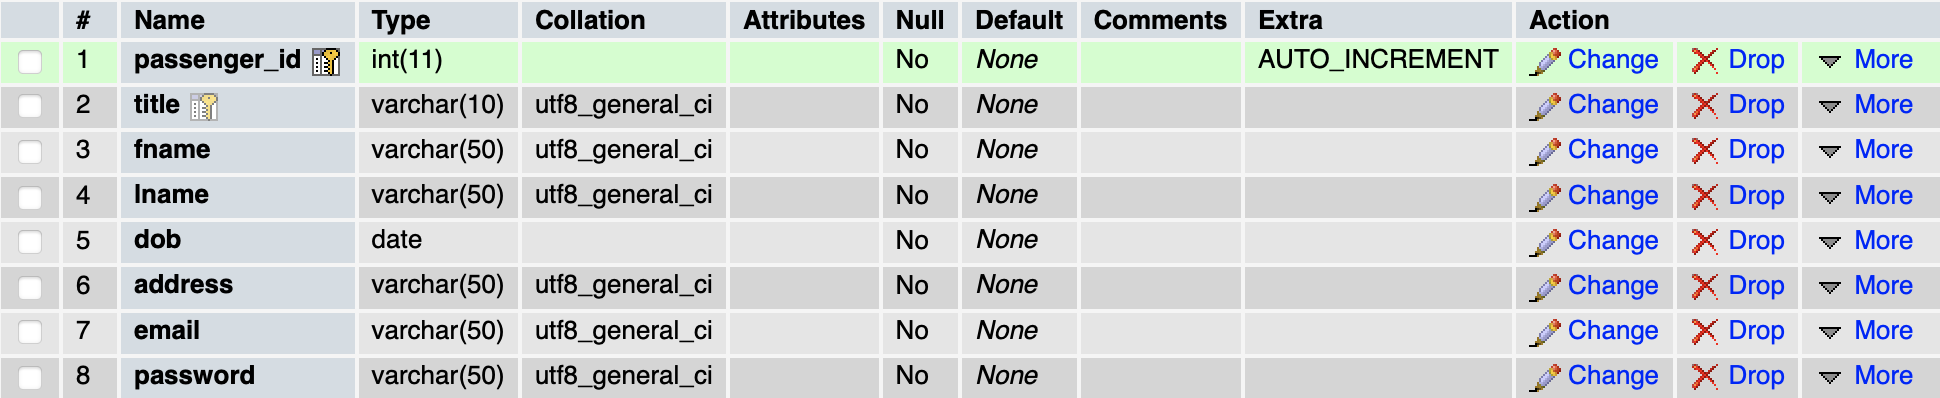 # Name Type Collation Attributes Null Default Comments Extra Action
1 passenger_id int(11) No None AUTO_INCREMENT Change Drop More
2 title varchar(10) utf8_general_ci No None Change Drop More
3 fname varchar(50) utf8_general_ci No None Change Drop More
4 lname varchar(50) utf8_general_ci No None Change Drop More
5 dob date No None Change Drop More
6 address varchar(50) utf8_general_ci No None Change Drop More
7 email varchar(50) utf8_general_ci No None Change Drop More
8 password varchar(50) utf8_general_ci No None Change Drop More